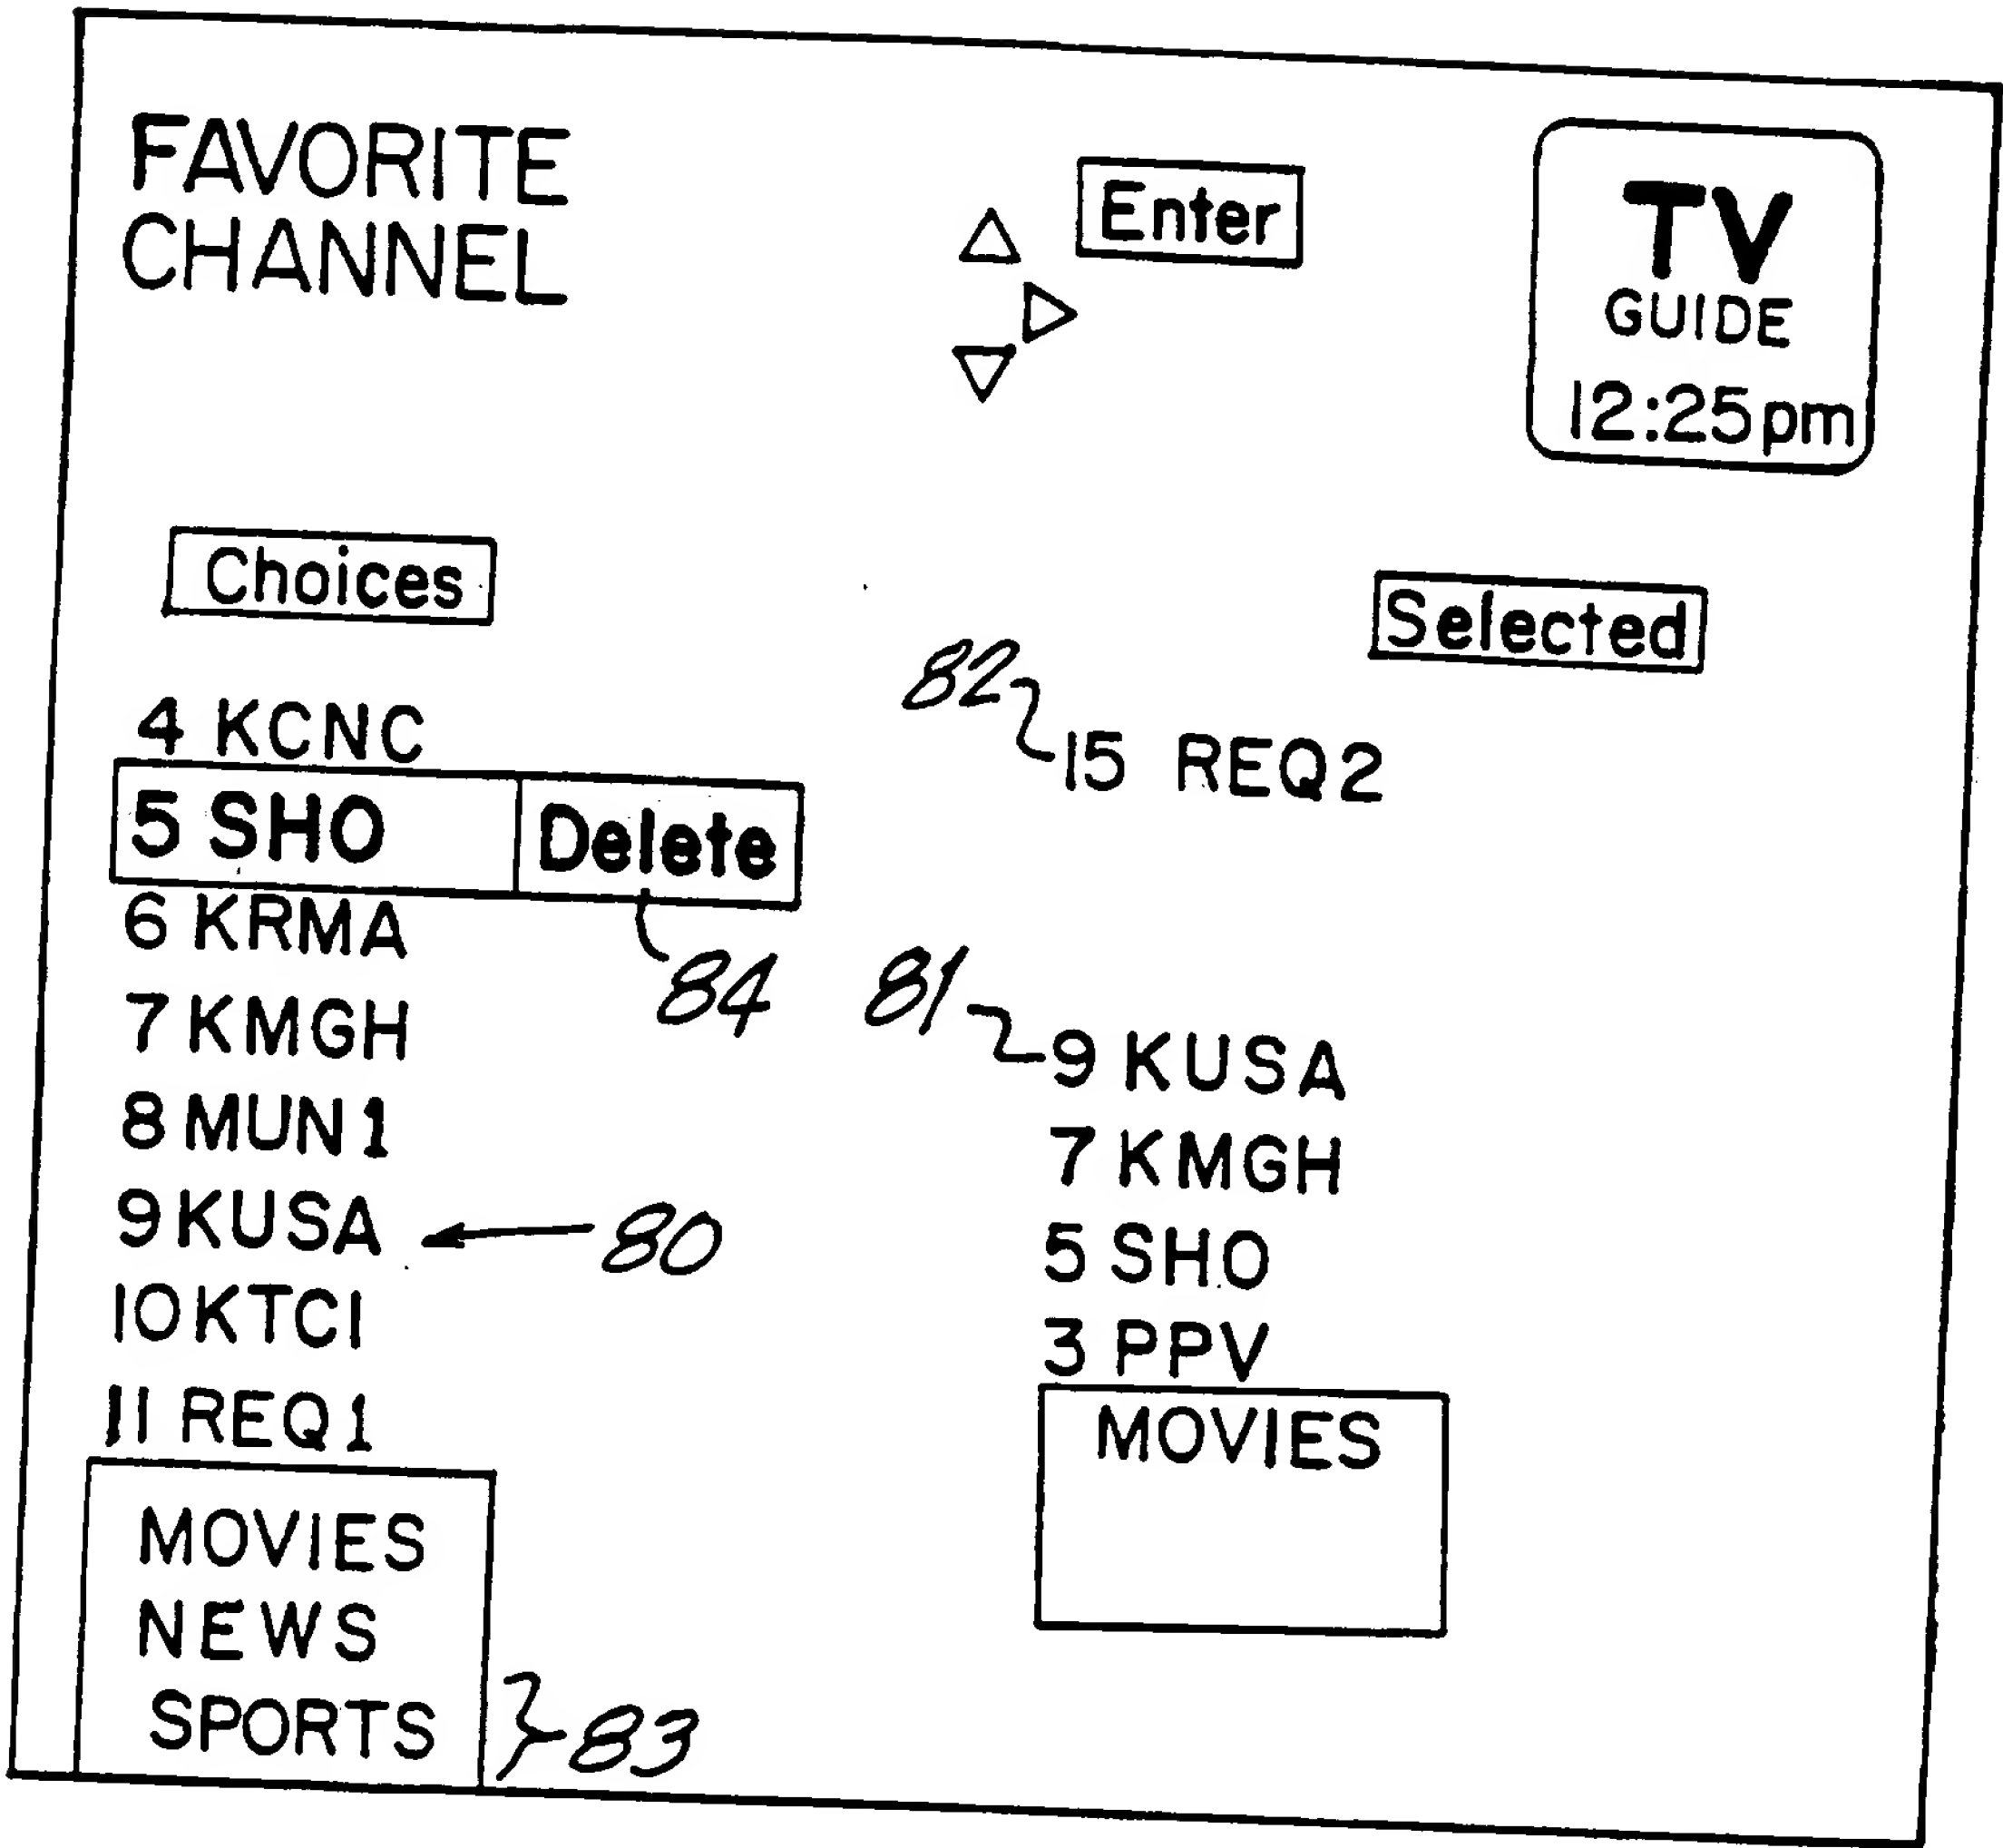 FAVORITE
CHANNEL
Enter
TV
GUIDE
12:25pm
Choices
Selected
4 KCNC
5 SHO Delete
6 KRMA
7 KMGH
8 MUN1
9 KUSA
10 KTCI
11 REQ1
MOVIES
NEWS
SPORTS
84
80
83
82
15 REQ2
81
9 KUSA
7 KMGH
5 SHO
3 PPV
MOVIES